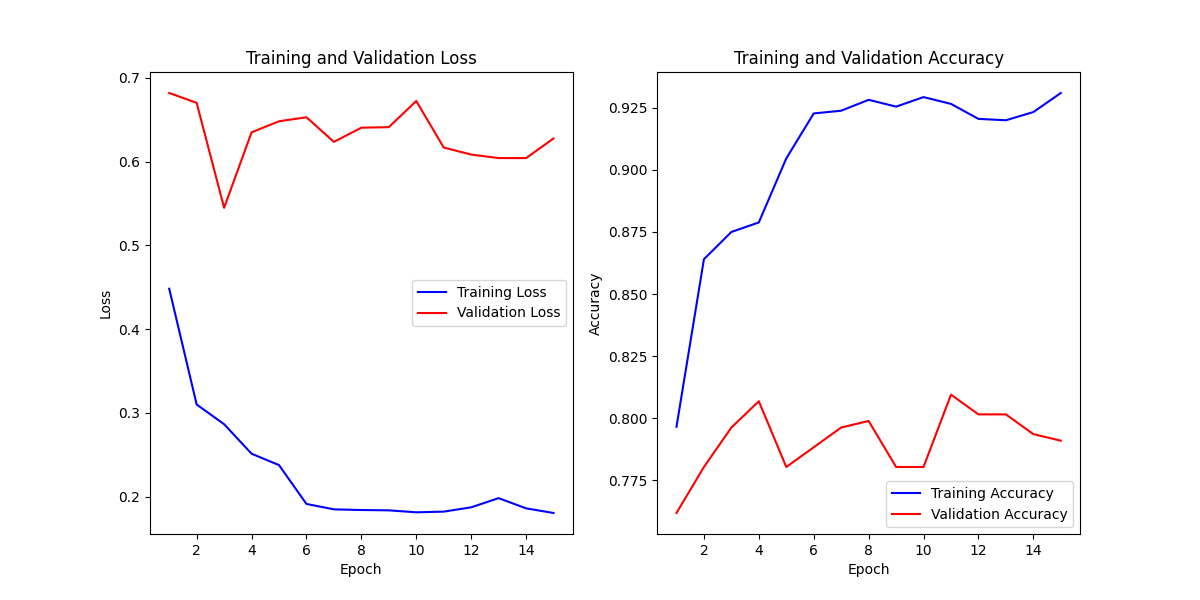 Training and Validation Loss
0.7
0.6
0.5
0.4
0.3
0.2
Loss
2 4 6 8 10 12 14
Epoch
Training Loss
Validation Loss
Training and Validation Accuracy
0.925
0.900
0.875
0.850
0.825
0.800
0.775
Accuracy
2 4 6 8 10 12 14
Epoch
Training Accuracy
Validation Accuracy